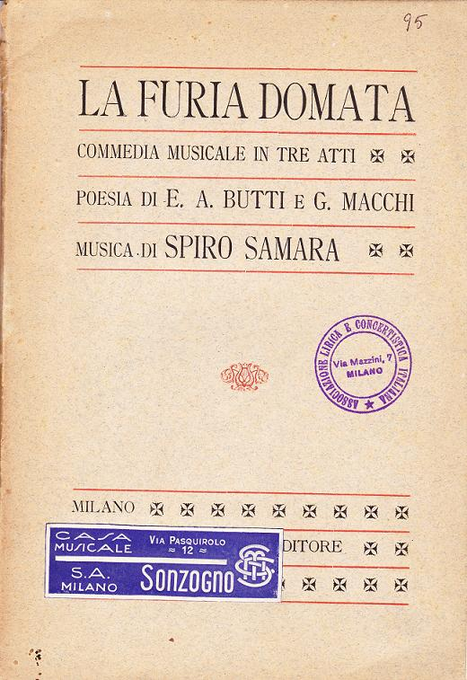 95
LA FURIA DOMATA
COMMEDIA MUSICALE IN TRE ATTI
POESIA DI E. A. BUTTI E G. MACCHI
MUSICA DI SPIRO SAMARA
ASSOCIAZIONE LIRICA E CONCERTISTICA ITALIANA
Via Mazzini, 7
MILANO
MILANO
DITORE
CASA MUSICALE
VIA PASQUIROLO
≈ 12 ≈
S.A. MILANO
Sonzogno